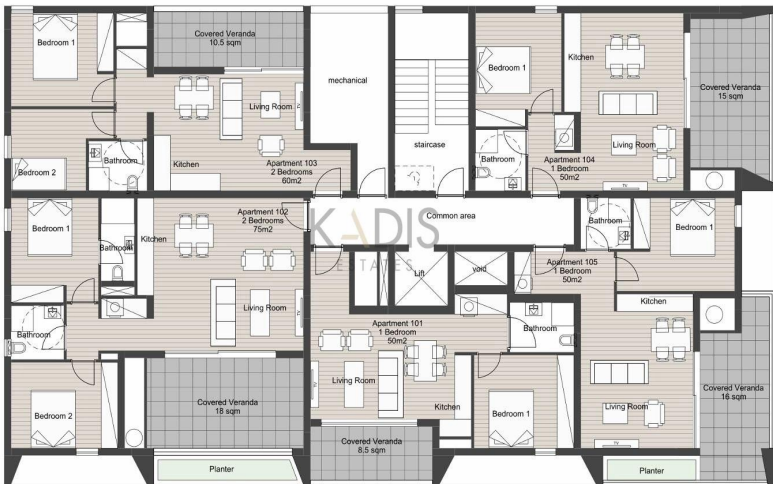 Bedroom 1
Covered Veranda
10.5 sqm
mechanical
Living Room
Bathroom
Bedroom 2
Kitchen
Apartment 103
2 Bedrooms
60m2
staircase
Bedroom 1
Kitchen
Covered Veranda
15 sqm
Living Room
Bathroom
Apartment 104
1 Bedroom
50m2
TV
Bedroom 1
Bathroom
Kitchen
Apartment 102
2 Bedrooms
75m2
Living Room
Bathroom
Bedroom 2
Covered Veranda
18 sqm
Planter
Common area
KADIS
ESTATES
Lift
void
Apartment 101
1 Bedroom
50m2
Living Room
TV
Kitchen
Bathroom
Bedroom 1
Covered Veranda
8.5 sqm
Bathroom
Bedroom 1
Apartment 105
1 Bedroom
50m2
Kitchen
Living Room
TV
Covered Veranda
16 sqm
Planter